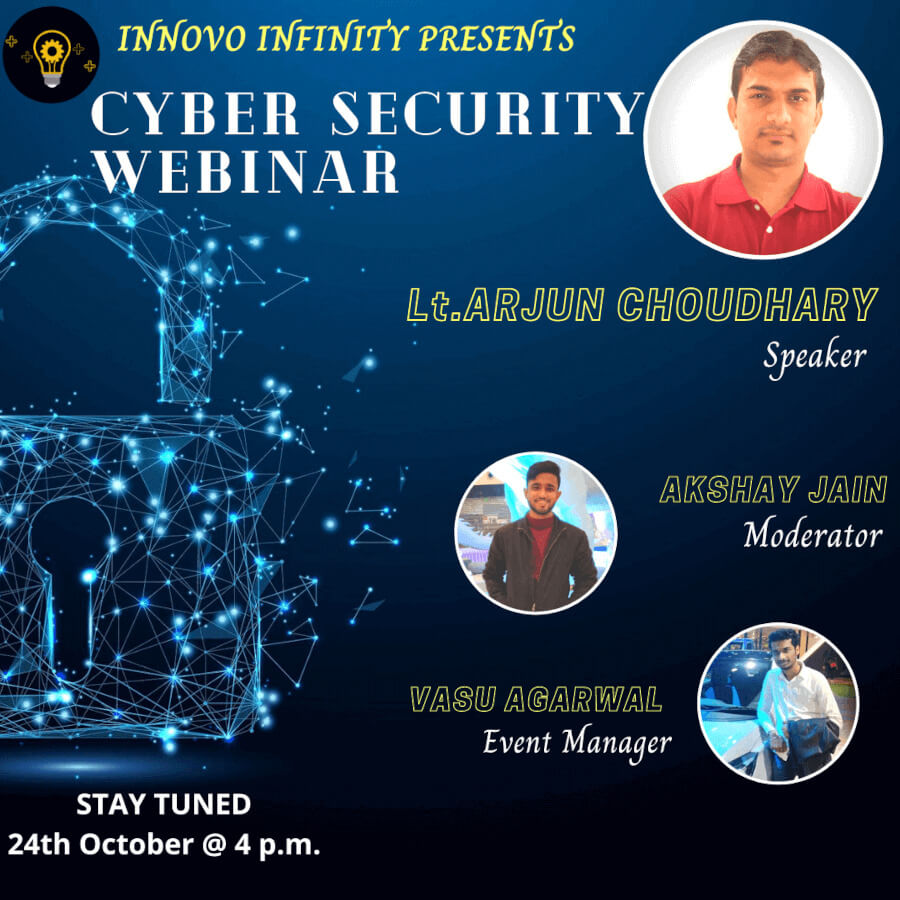 INNOVO INFINITY PRESENTS
CYBER SECURITY
WEBINAR
Lt.ARJUN CHOUDHARY
Speaker
AKSHAY JAIN
Moderator
VASU AGARWAL
Event Manager
STAY TUNED
24th October @ 4 p.m.